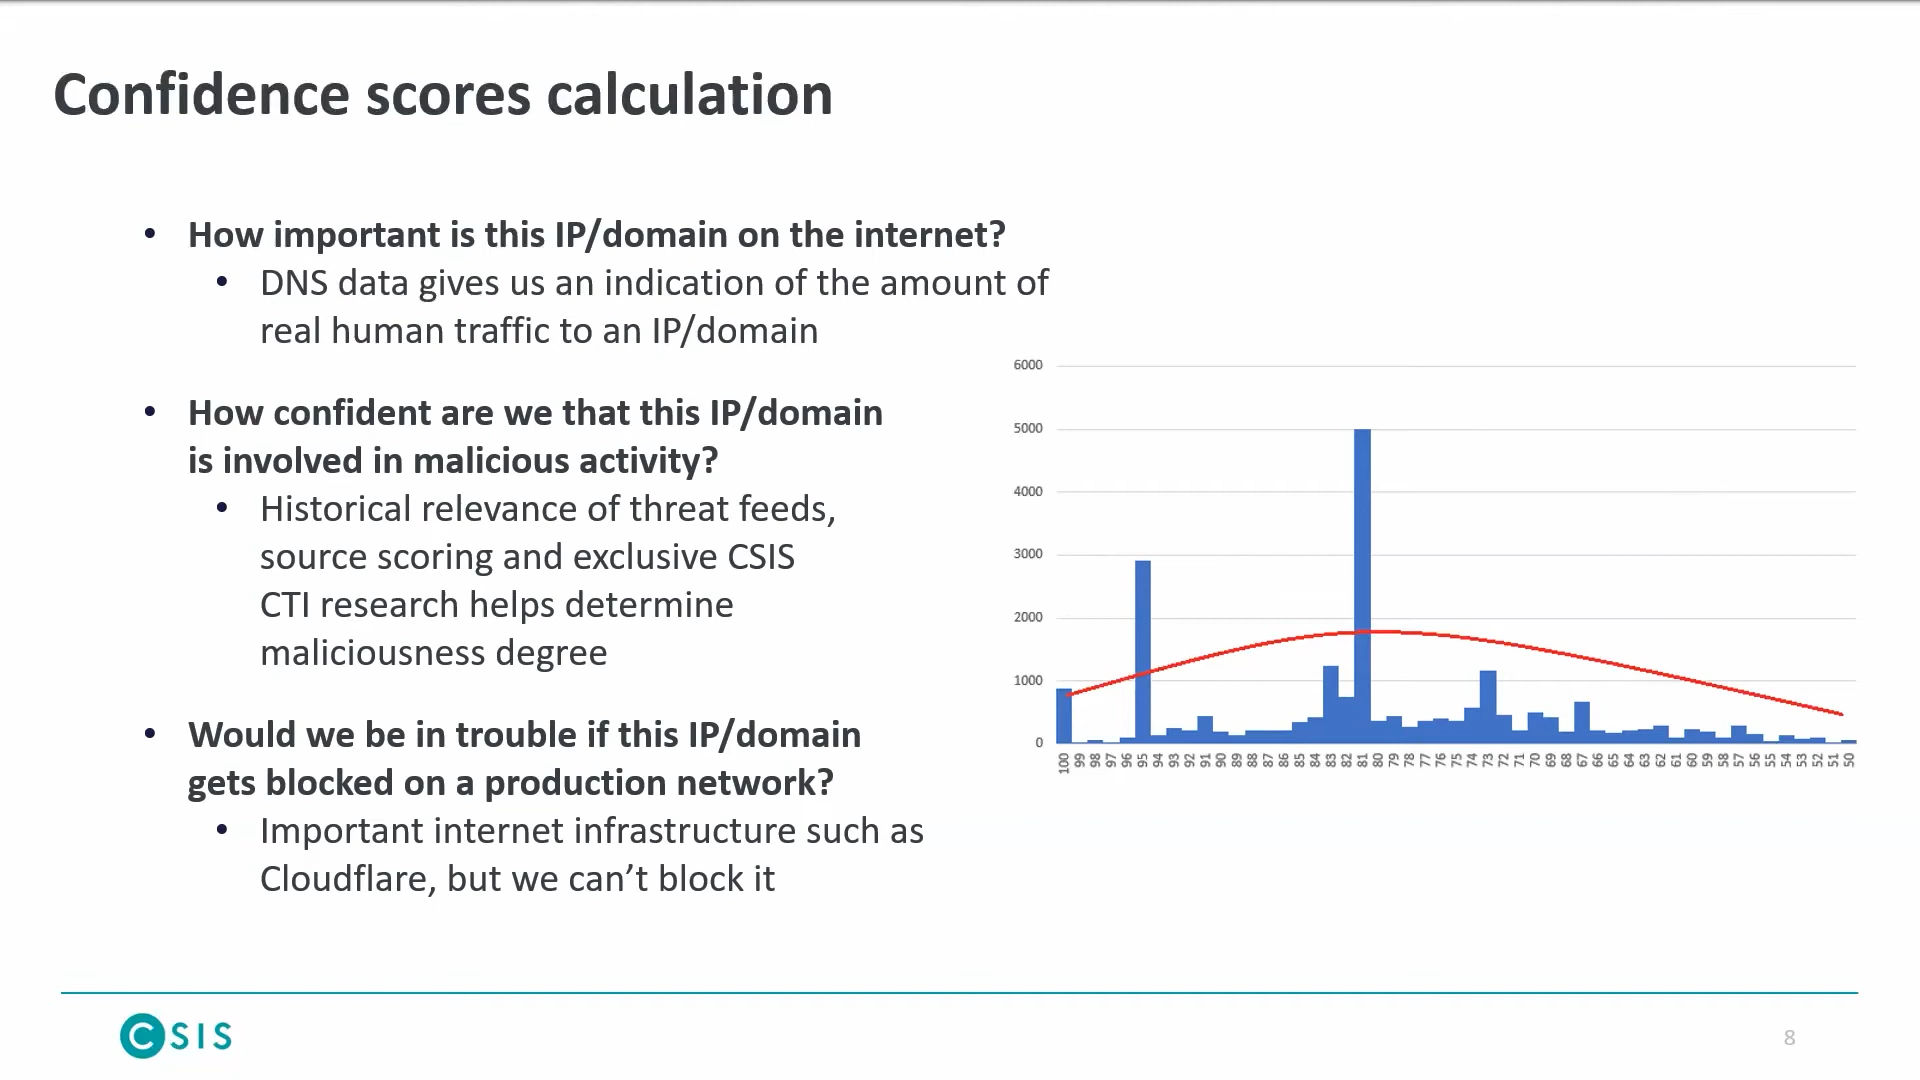 Confidence scores calculation
• How important is this IP/domain on the internet?
• DNS data gives us an indication of the amount of
real human traffic to an IP/domain
• How confident are we that this IP/domain
is involved in malicious activity?
• Historical relevance of threat feeds,
source scoring and exclusive CSIS
CTI research helps determine
maliciousness degree
• Would we be in trouble if this IP/domain
gets blocked on a production network?
• Important internet infrastructure such as
Cloudflare, but we can’t block it
6000
5000
4000
3000
2000
1000
0
100 99 98 97 96 95 94 93 92 91 90 89 88 87 86 85 84 83 82 81 80 79 78 77 76 75 74 73 72 71 70 69 68 67 66 65 64 63 62 61 60 59 58 57 56 55 54 53 52 51 50
CSIS
8